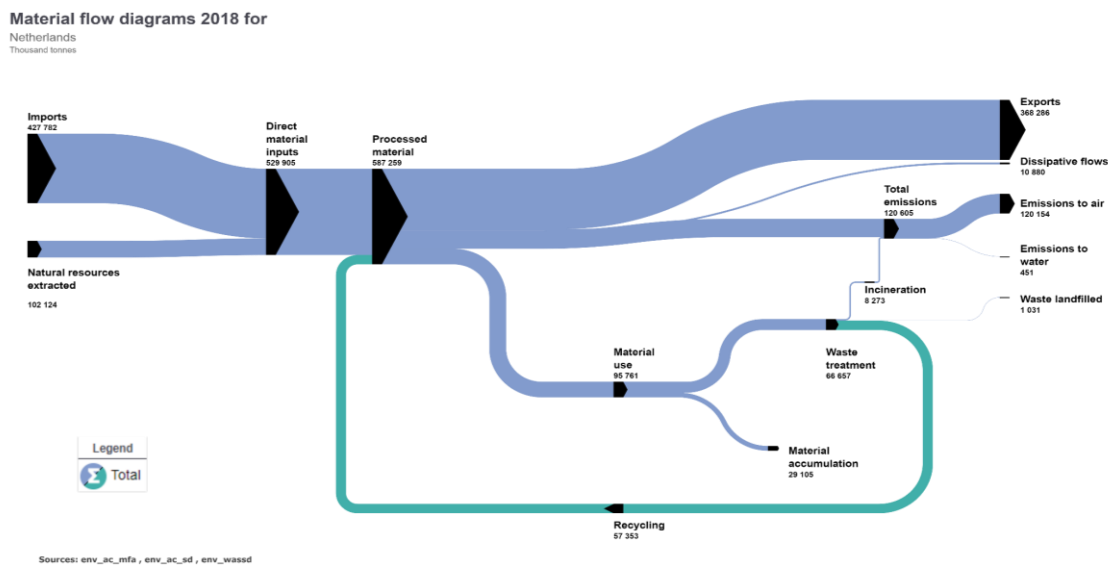 Material flow diagrams 2018 for
Netherlands
Thousand tonnes
Imports
427 782
Natural resources
extracted
102 124
Direct
material
inputs
529 905
Processed
material
587 259
Exports
368 286
Dissipative flows
10 880
Total
emissions
120 605
Emissions to air
120 154
Emissions to
water
451
Incineration
8 273
Waste landfilled
1 031
Material
use
95 761
Waste
treatment
66 657
Material
accumulation
29 105
Recycling
57 353
Legend
Σ Total
Sources: env_ac_mfa , env_ac_sd , env_wassd